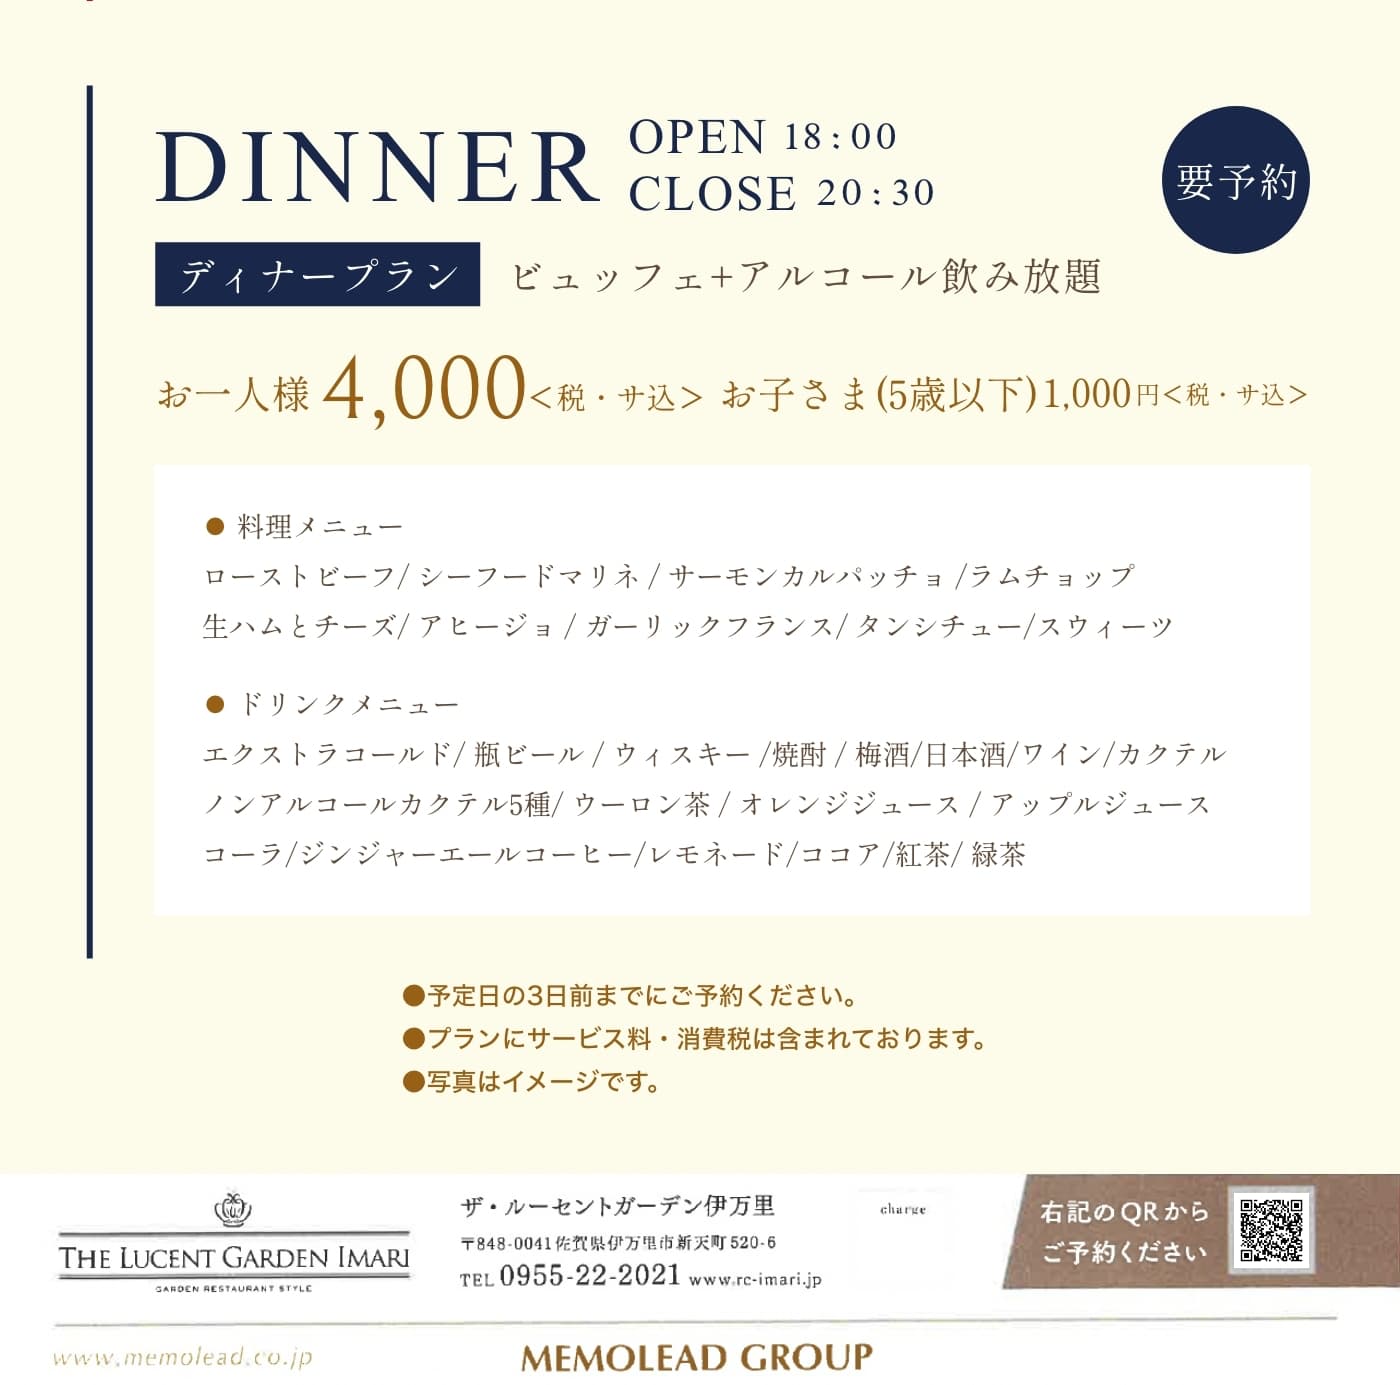 DINNER
OPEN 18:00
CLOSE 20:30
要予約
ディナープラン ビュッフェ+アルコール飲み放題
お一人様 4,000<税・サ込> お子さま(5歳以下)1,000円<税・サ込>
● 料理メニュー
ローストビーフ/ シーフードマリネ / サーモンカルパッチョ /ラムチョップ
生ハムとチーズ/ アヒージョ / ガーリックフランス/ タンシチュー/スウィーツ
● ドリンクメニュー
エクストラコールド/ 瓶ビール / ウィスキー /焼酎 / 梅酒/日本酒/ワイン/カクテル
ノンアルコールカクテル5種/ ウーロン茶 / オレンジジュース / アップルジュース
コーラ/ジンジャーエールコーヒー/レモネード/ココア/紅茶/ 緑茶
●予定日の3日前までにご予約ください。
●プランにサービス料・消費税は含まれております。
●写真はイメージです。
THE LUCENT GARDEN IMARI
GARDEN RESTAURANT STYLE
ザ・ルーセントガーデン伊万里
〒848-0041佐賀県伊万里市新天町520-6
TEL 0955-22-2021 www.rc-imari.jp
charge
右記のQRから
ご予約ください
www.memolead.co.jp
MEMOLEAD GROUP